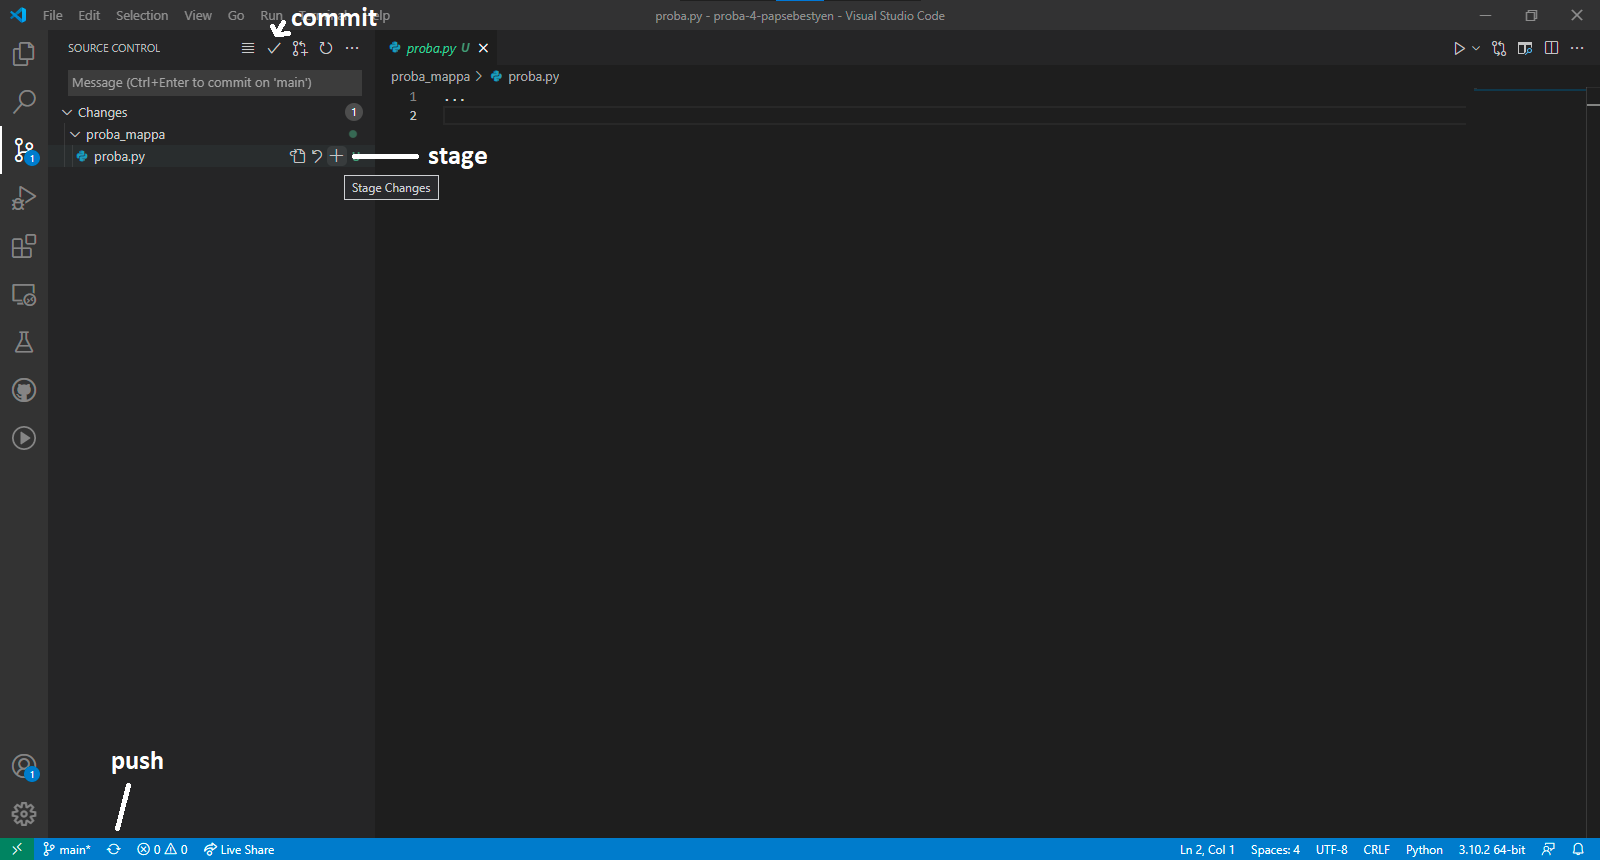 File Edit Selection View Go Run
commit
proba.py - proba-4-papsebestyen - Visual Studio Code
SOURCE CONTROL
proba.py U
Message (Ctrl+Enter to commit on 'main')
proba_mappa > proba.py
Changes 1
1 ...
2
proba_mappa
proba.py
stage
Stage Changes
1
1
push
main* 0 0 Live Share
Ln 2, Col 1 Spaces: 4 UTF-8 CRLF Python 3.10.2 64-bit